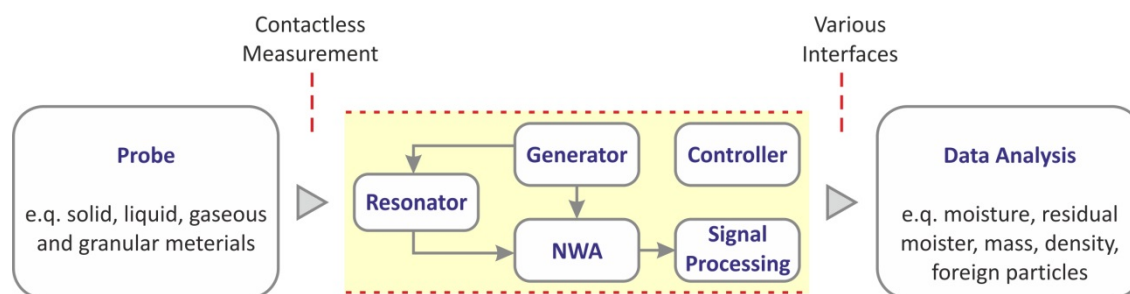 Contactless
Measurement
Various
Interfaces
Probe
e.q. solid, liquid, gaseous
and granular meterials
Generator
Controller
Resonator
NWA
Signal
Processing
Data Analysis
e.q. moisture, residual
moister, mass, density,
foreign particles